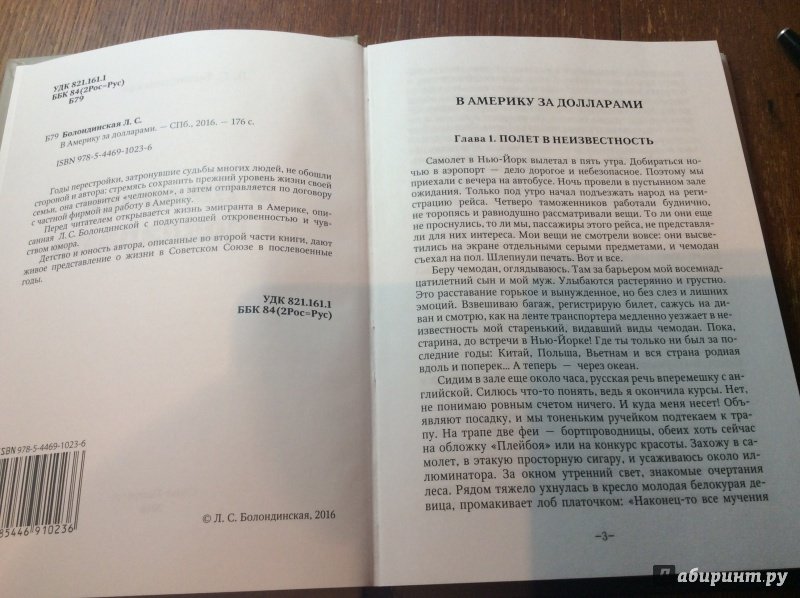 УДК 821.161.1
ББК 84(2Рос=Рус)
Б79
Б79 Болондинская Л. С.
В Америку за долларами. — СПб., 2016. — 176 с.
ISBN 978-5-4469-1023-6
Годы перестройки, затронувшие судьбы многих людей, не обошли
стороной и автора: стремясь сохранить прежний уровень жизни своей
семьи, она становится «челноком», а затем отправляется по договору
с частной фирмой на работу в Америку.
Перед читателем открывается жизнь эмигранта в Америке, опи-
санная Л. С. Болондинской с подкупающей откровенностью и чув-
ством юмора.
Детство и юность автора, описанные во второй части книги, дают
живое представление о жизни в Советском Союзе в послевоенные
годы.
УДК 821.161.1
ББК 84(2Рос=Рус)
ISBN 978-5-4469-1023-6
785446 910236
© Л. С. Болондинская, 2016
В АМЕРИКУ ЗА ДОЛЛАРАМИ
Глава 1. ПОЛЕТ В НЕИЗВЕСТНОСТЬ
Самолет в Нью-Йорк вылетал в пять утра. Добираться но-
чью в аэропорт — дело дорогое и небезопасное. Поэтому мы
приехали с вечера на автобусе. Ночь провели в пустынном зале
ожидания. Только под утро начал подъезжать народ на регис-
трацию рейса. Четверо таможенников работали буднично,
не торопясь и равнодушно рассматривали вещи. То ли они еще
не проснулись, то ли мы, пассажиры этого рейса, не представля-
ли для них интереса. Мои вещи не смотрели вовсе: они высве-
тились на экране отдельными серыми предметами, и чемодан
съехал на пол. Шлепнули печать. Вот и все.
Беру чемодан, оглядываюсь. Там за барьером мой восемнад-
цатилетний сын и мой муж. Улыбаются растерянно и грустно.
Это расставание горькое и вынужденное, но без слез и лишних
эмоций. Взвешиваю багаж, регистрирую билет, сажусь на ди-
ван и смотрю, как на ленте транспортера медленно уезжает в не-
известность мой старенький, видавший виды чемодан. Пока,
старина, до встречи в Нью-Йорке! Где ты только ни был за по-
следние годы: Китай, Польша, Вьетнам и вся страна родная
вдоль и поперек... А теперь — через океан.
Сидим в зале еще около часа, русская речь вперемешку с ан-
глийской. Силюсь что-то понять, ведь я окончила курсы. Нет,
не понимаю ровным счетом ничего. И куда меня несет! Объ-
являют посадку, и мы тоненьким ручейком подтекаем к тра-
пу. На трапе две феи — бортпроводницы, обеих хоть сейчас
на обложку «Плейбоя» или на конкурс красоты. Захожу в са-
молет, в этакую просторную сигару, и усаживаюсь около ил-
люминатора. За окном утренний свет, знакомые очертания
леса. Рядом тяжело ухнулась в кресло молодая белокурая де-
вица, промакивает лоб платочком: «Наконец-то все мучения
–3–
абиринт.ру